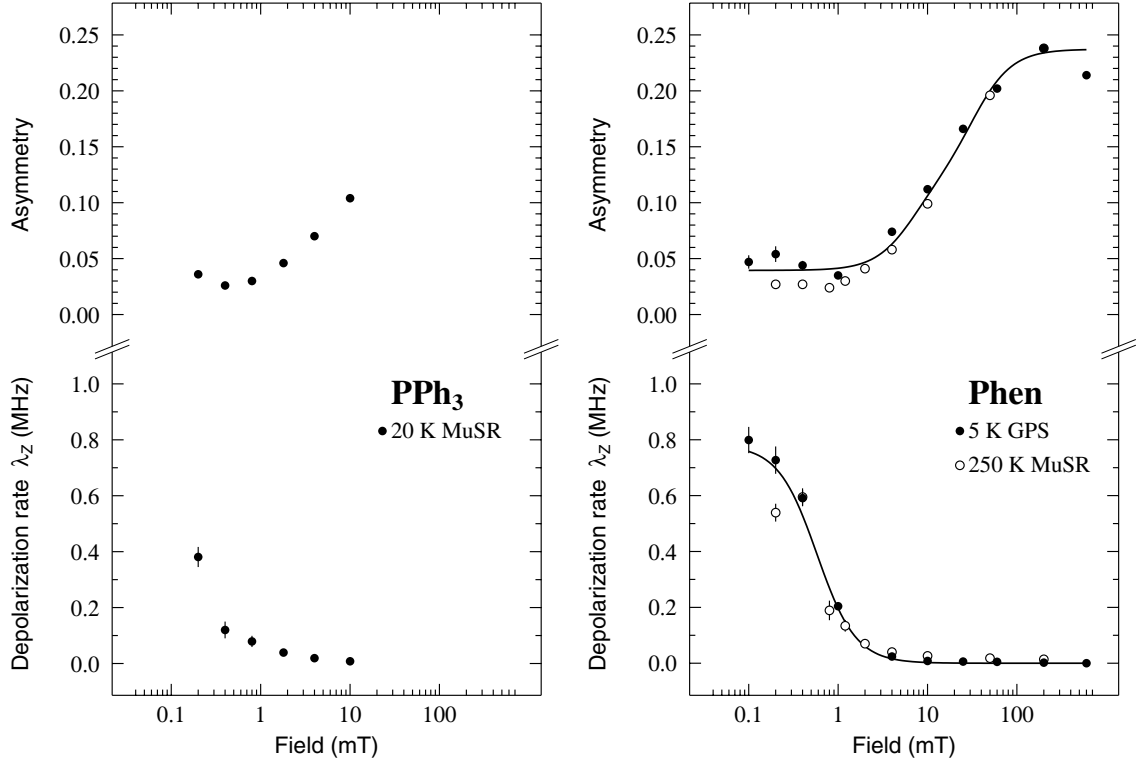 0.25
0.20
0.15
0.10
0.05
0.00
Asymmetry
1.0
0.8
0.6
0.4
0.2
0.0
Depolarization rate λZ (MHz)
PPh3
20 K MuSR
0.1 1 10 100
Field (mT)
0.25
0.20
0.15
0.10
0.05
0.00
Asymmetry
1.0
0.8
0.6
0.4
0.2
0.0
Depolarization rate λZ (MHz)
Phen
5 K GPS
250 K MuSR
0.1 1 10 100
Field (mT)